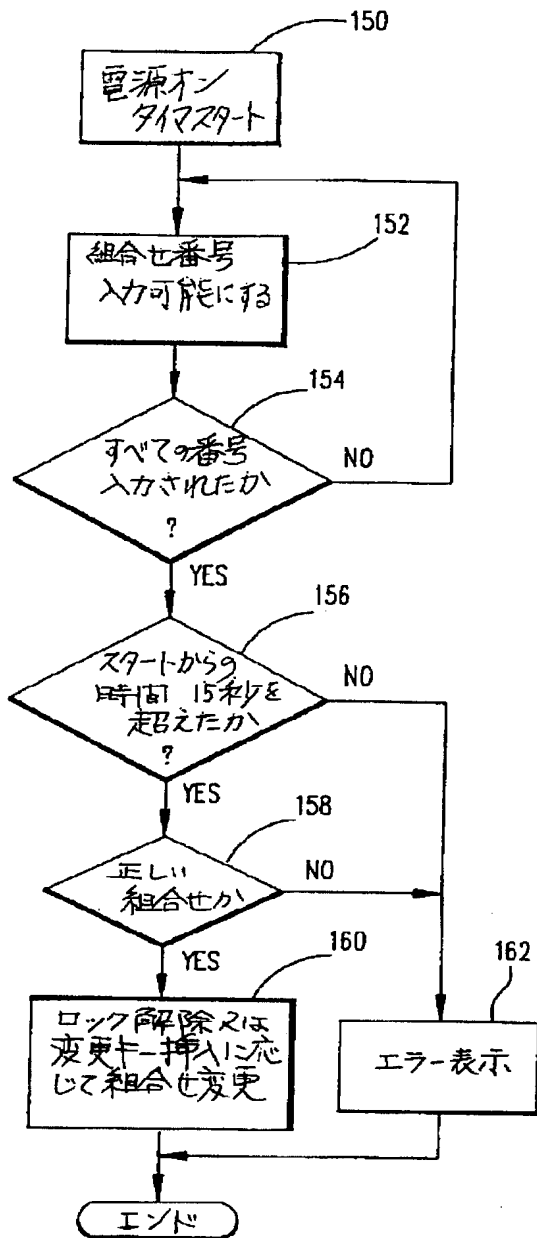 150
電源オン
タイマスタート
152
組合せ番号
入力可能にする
154
すべての番号
入力されたか
?
NO
YES
156
スタートからの
時間 15秒を
超えたか
?
NO
YES
158
正しい
組合せか
NO
YES
160
ロック解除又は
変更キー挿入に応
じて組合せ変更
162
エラー表示
エンド